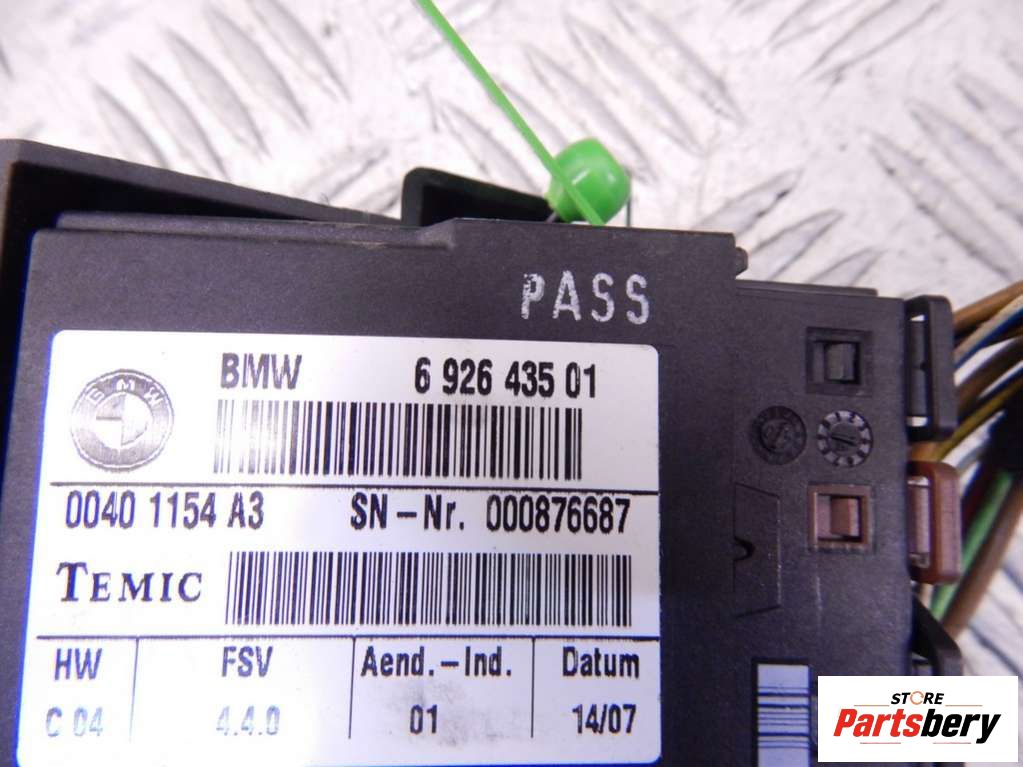 PASS
BMW 6 926 435 01
BMW
0040 1154 A3 SN-Nr. 000876687
TEMIC
HW FSV Aend.-Ind. Datum
C 04 4.4.0 01 14/07
STORE
Partsbery